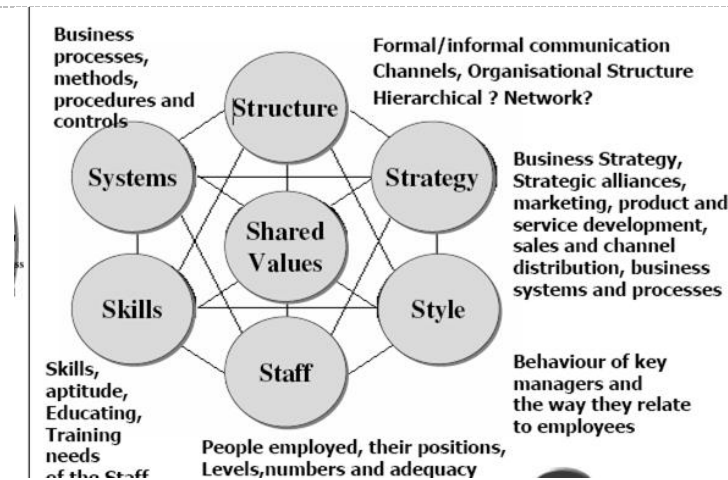 Business
processes,
methods,
procedures and
controls
Formal/informal communication
Channels, Organisational Structure
Hierarchical ? Network?
Structure
Systems
Strategy
Business Strategy,
Strategic alliances,
marketing, product and
service development,
sales and channel
distribution, business
systems and processes
Shared
Values
Skills
Style
Staff
Skills,
aptitude,
Educating,
Training
needs
of the Staff
Behaviour of key
managers and
the way they relate
to employees
People employed, their positions,
Levels,numbers and adequacy